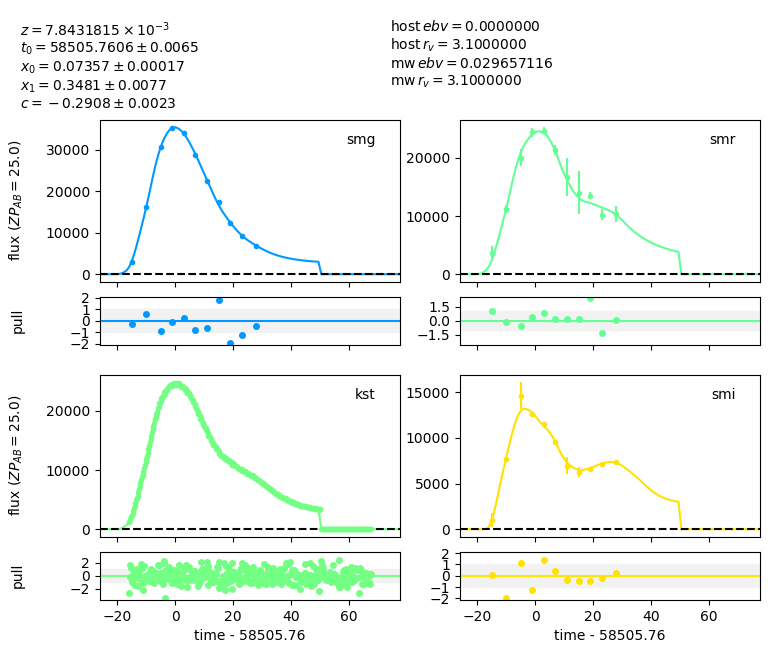 z = 7.8431815 × 10⁻³
t₀ = 58505.7606 ± 0.0065
x₀ = 0.07357 ± 0.00017
x₁ = 0.3481 ± 0.0077
c = −0.2908 ± 0.0023
host ebv = 0.0000000
host r_v = 3.1000000
mw ebv = 0.029657116
mw r_v = 3.1000000
flux (ZP_AB = 25.0)
30000
20000
10000
0
smg
20000
10000
0
smr
pull
2
1
0
−1
−2
1.5
0.0
−1.5
flux (ZP_AB = 25.0)
20000
10000
0
kst
15000
10000
5000
0
smi
pull
2
0
−2
2
1
0
−1
−2
−20 0 20 40 60
−20 0 20 40 60
time - 58505.76
time - 58505.76